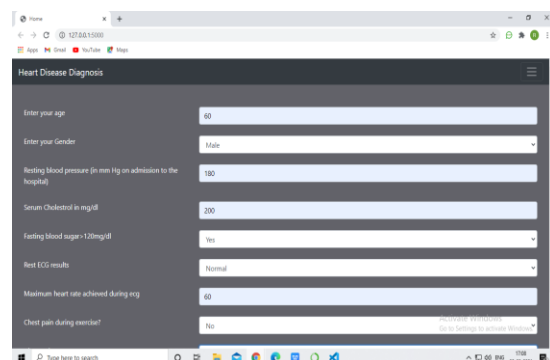 Home
127.0.0.1:5000
Apps Gmail YouTube Maps
Heart Disease Diagnosis
Enter your age
60
Enter your Gender
Male
Resting blood pressure (in mm Hg on admission to the
hospital)
180
Serum Cholestrol in mg/dl
200
Fasting blood sugar>120mg/dl
Yes
Rest ECG results
Normal
Maximum heart rate achieved during ecg
60
Chest pain during exercise?
No
Activate Windows
Go to Settings to activate Windows.
Type here to search
ENG